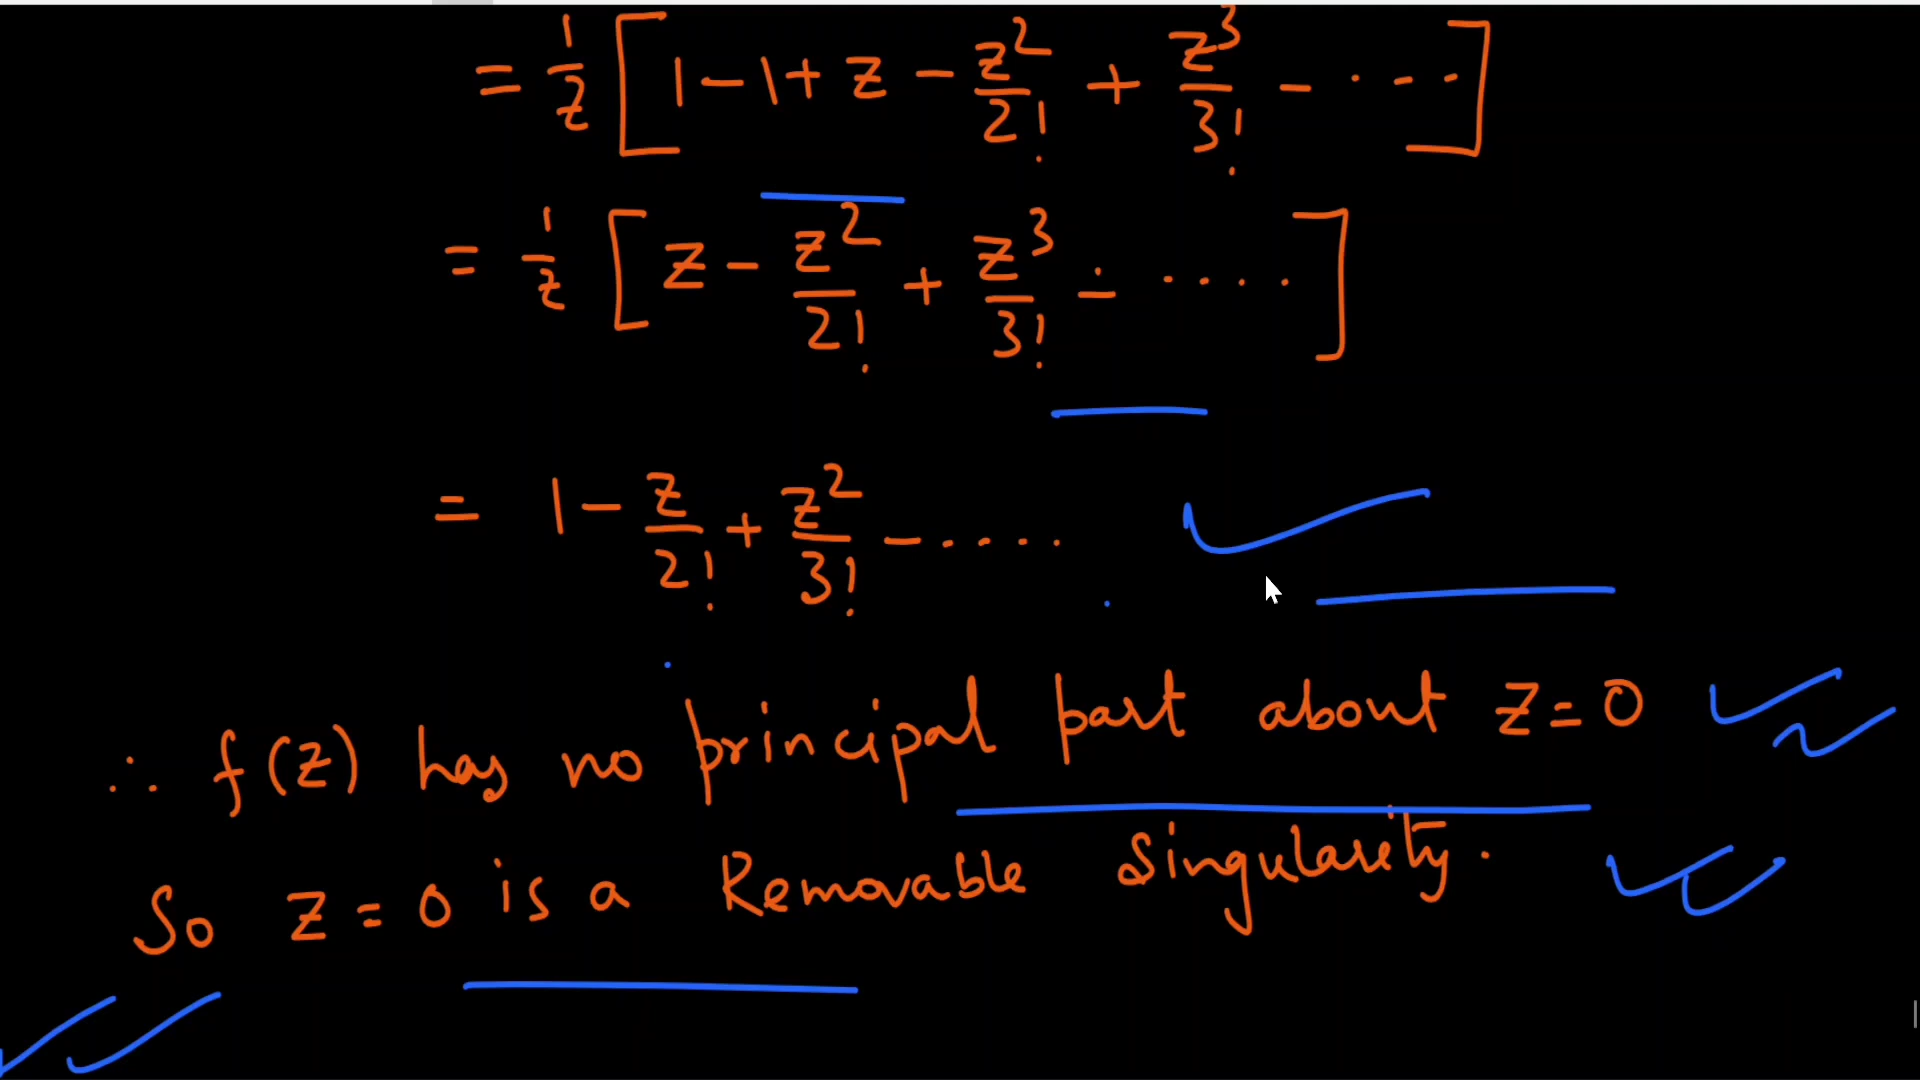 = 1/z [ 1 - 1 + z - z²/2! + z³/3! - .... ]
= 1/z [ z - z²/2! + z³/3! - .... ]
= 1 - z/2! + z²/3! - ....
∴ f(z) has no principal part about z = 0
So z = 0 is a Removable Singularity.